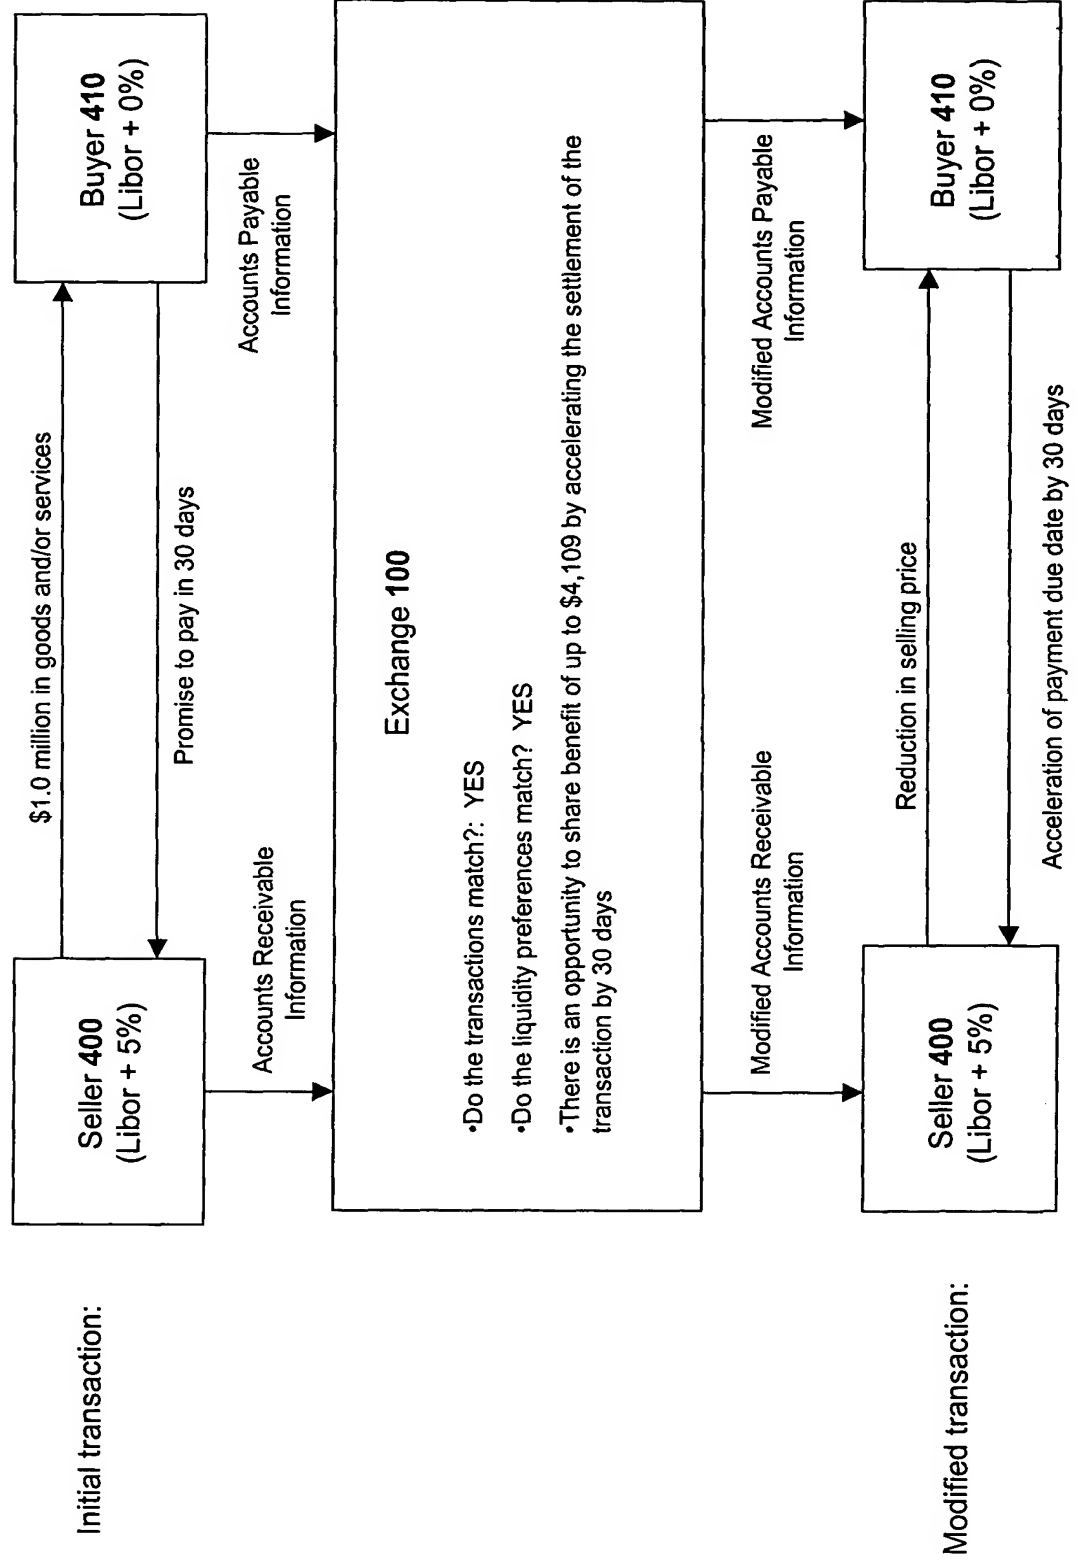 Initial transaction:
Seller 400
(Libor + 5%)
$1.0 million in goods and/or services
Promise to pay in 30 days
Buyer 410
(Libor + 0%)
Accounts Receivable
Information
Accounts Payable
Information
Exchange 100
•Do the transactions match?: YES
•Do the liquidity preferences match? YES
•There is an opportunity to share benefit of up to $4,109 by accelerating the settlement of the
transaction by 30 days
Modified Accounts Receivable
Information
Modified Accounts Payable
Information
Modified transaction:
Seller 400
(Libor + 5%)
Reduction in selling price
Acceleration of payment due date by 30 days
Buyer 410
(Libor + 0%)